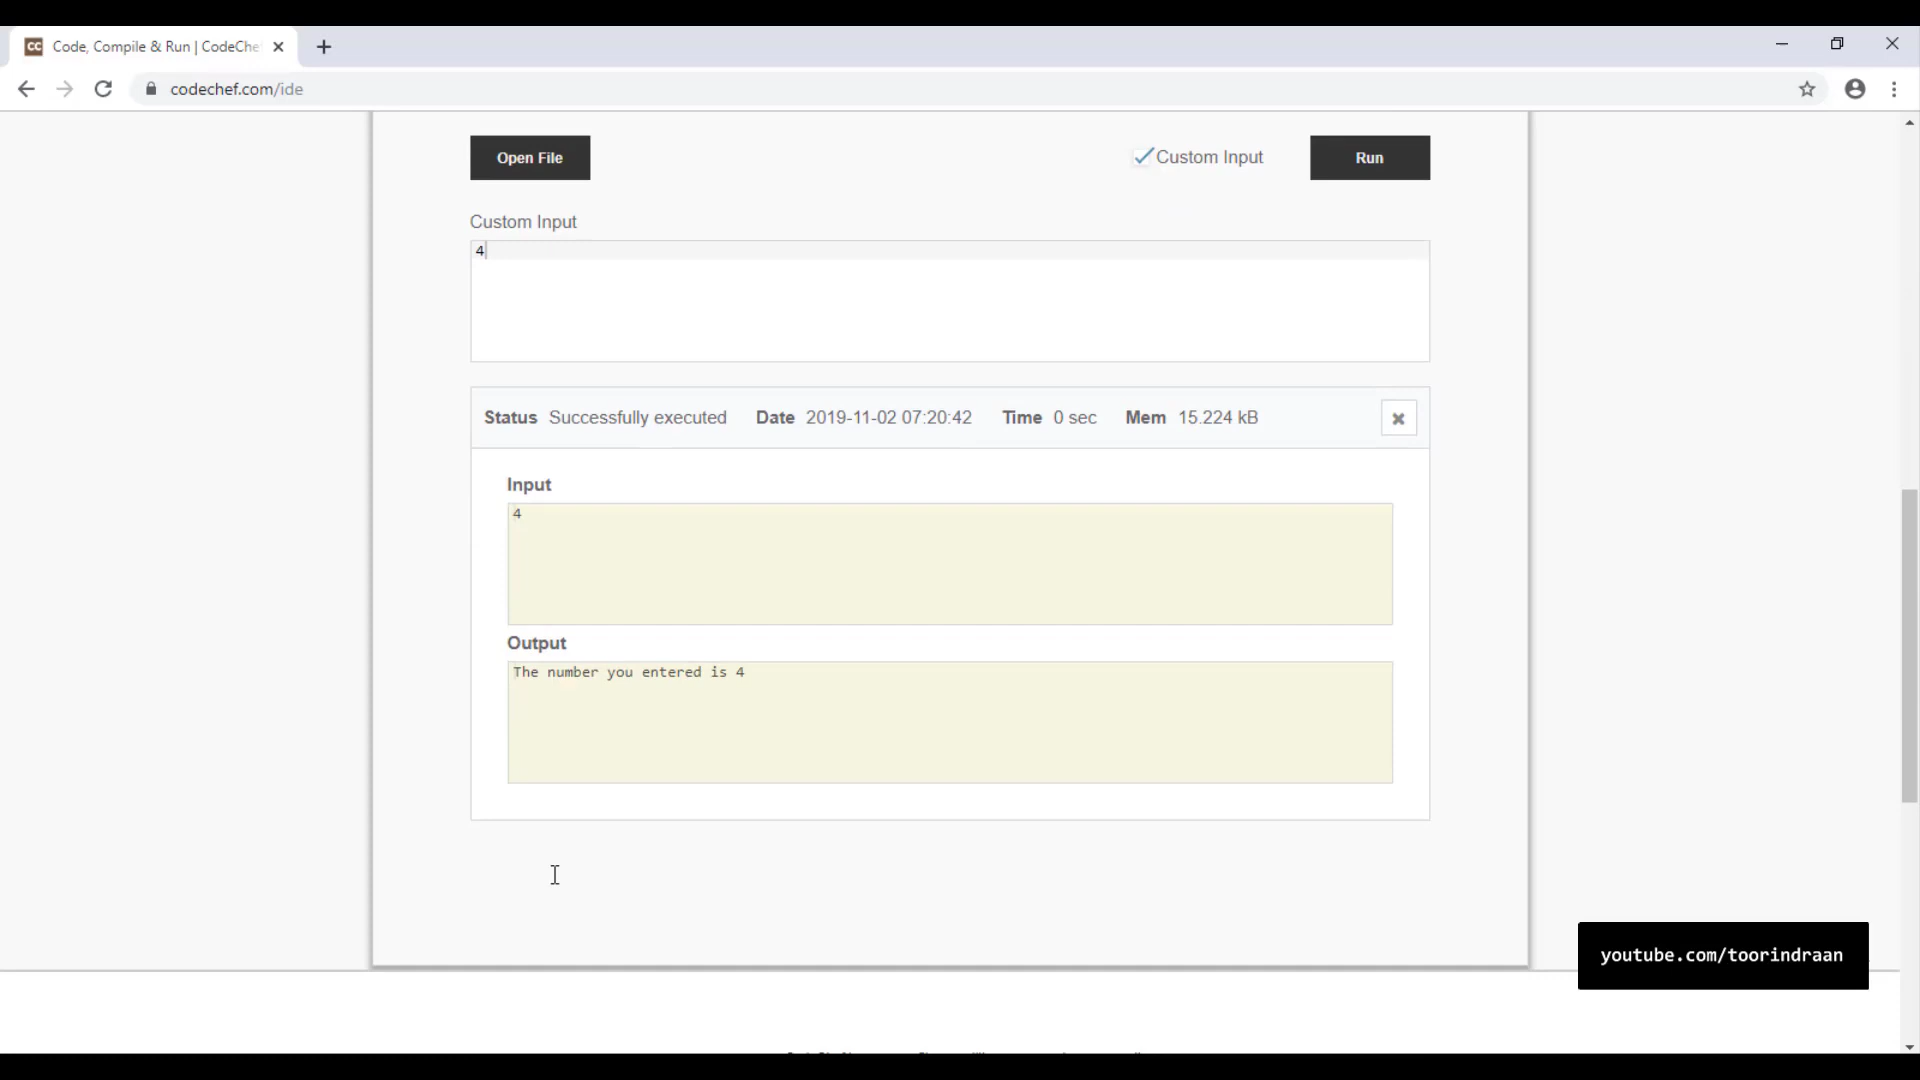 CC Code, Compile & Run | CodeChe
codechef.com/ide
Open File
Custom Input
Run
Custom Input
4
Status Successfully executed Date 2019-11-02 07:20:42 Time 0 sec Mem 15.224 kB
Input
4
Output
The number you entered is 4
youtube.com/toorindraan